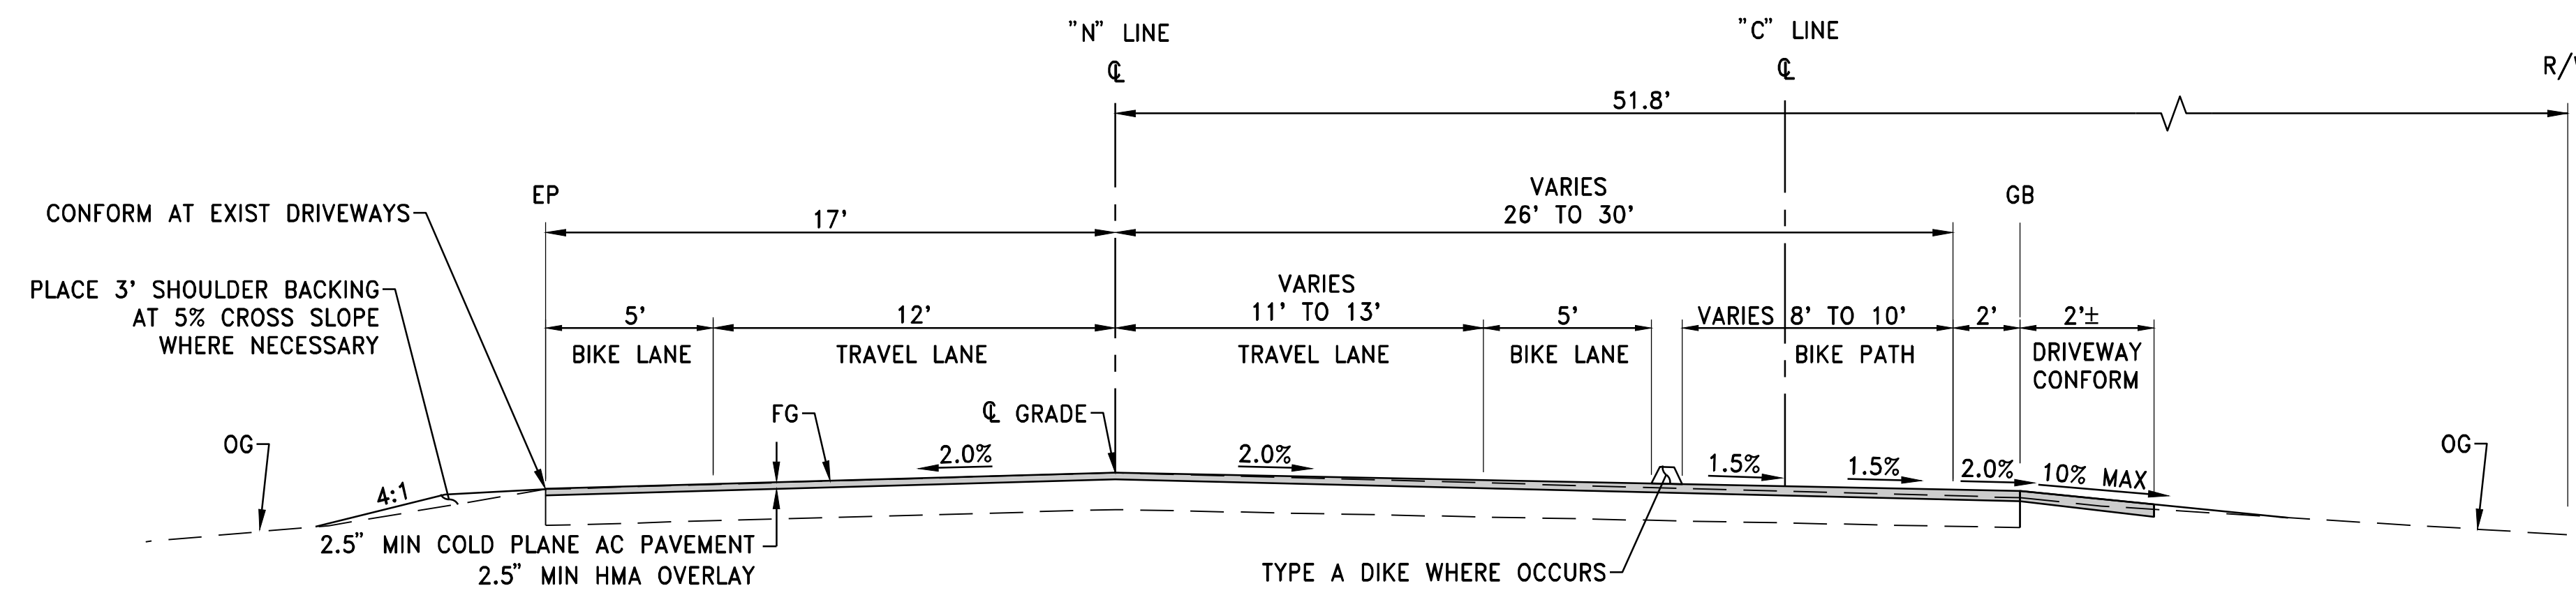 "N" LINE
"C" LINE
℄
℄
51.8'
EP
VARIES
26' TO 30'
GB
CONFORM AT EXIST DRIVEWAYS
17'
PLACE 3' SHOULDER BACKING
AT 5% CROSS SLOPE
WHERE NECESSARY
VARIES
11' TO 13'
5'
12'
5'
VARIES 8' TO 10'
2'
2'±
BIKE LANE
TRAVEL LANE
TRAVEL LANE
BIKE LANE
BIKE PATH
DRIVEWAY
CONFORM
FG
℄ GRADE
OG
OG
2.0%
2.0%
1.5%
1.5%
2.0%
10% MAX
4:1
2.5" MIN COLD PLANE AC PAVEMENT
2.5" MIN HMA OVERLAY
TYPE A DIKE WHERE OCCURS